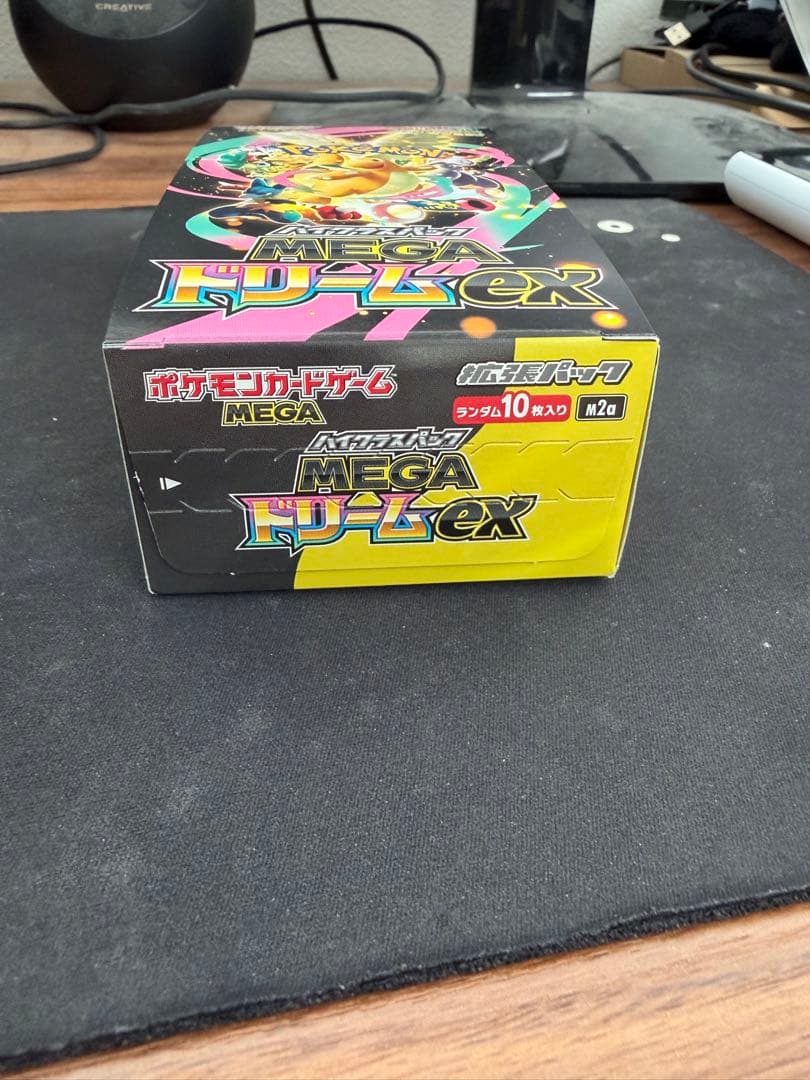 CREATIVE
Pokémon
ハイクラスパック
MEGA
ドリームex
ポケモンカードゲーム
MEGA
拡張パック
ランダム10枚入り
M2a
ハイクラスパック
MEGA
ドリームex